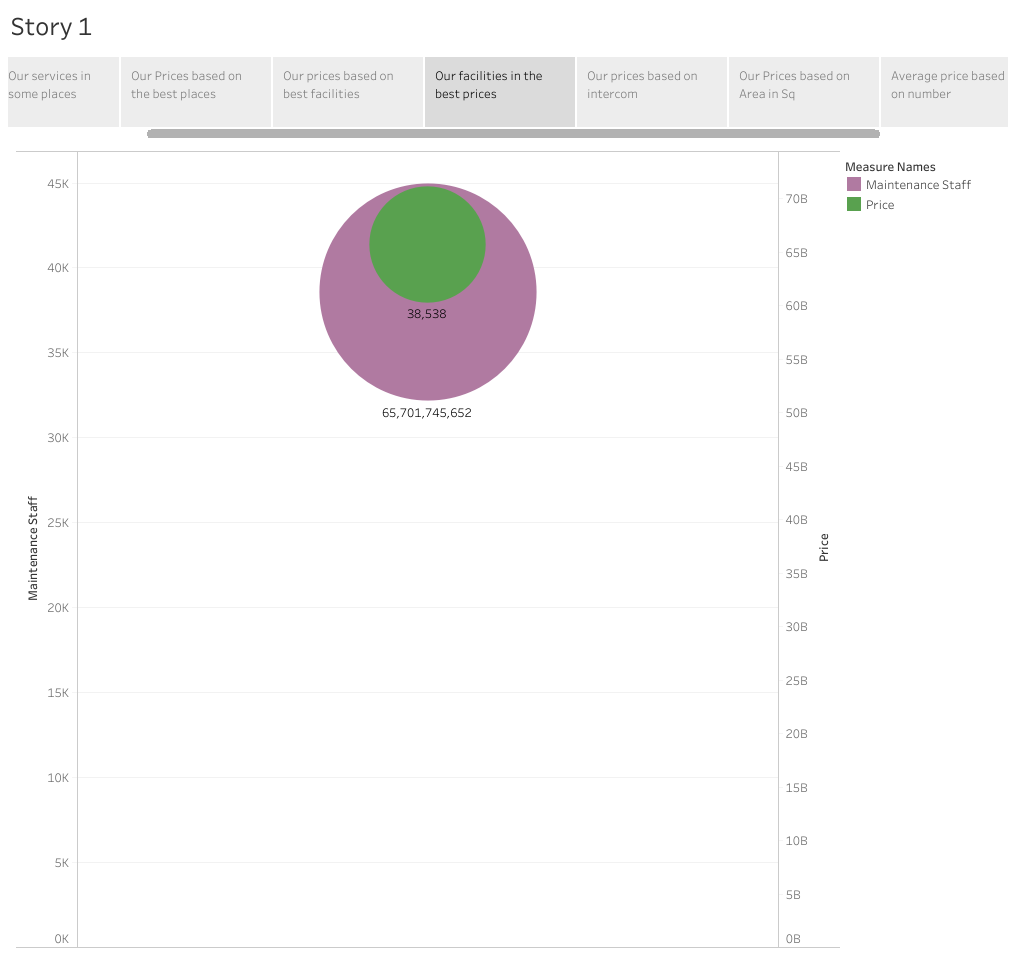 Story 1
Our services in
some places
Our Prices based on
the best places
Our prices based on
best facilities
Our facilities in the
best prices
Our prices based on
intercom
Our Prices based on
Area in Sq
Average price based
on number
Measure Names
Maintenance Staff
Price
45K
40K
35K
30K
25K
20K
15K
10K
5K
0K
Maintenance Staff
38,538
65,701,745,652
70B
65B
60B
55B
50B
45B
40B
35B
30B
25B
20B
15B
10B
5B
0B
Price